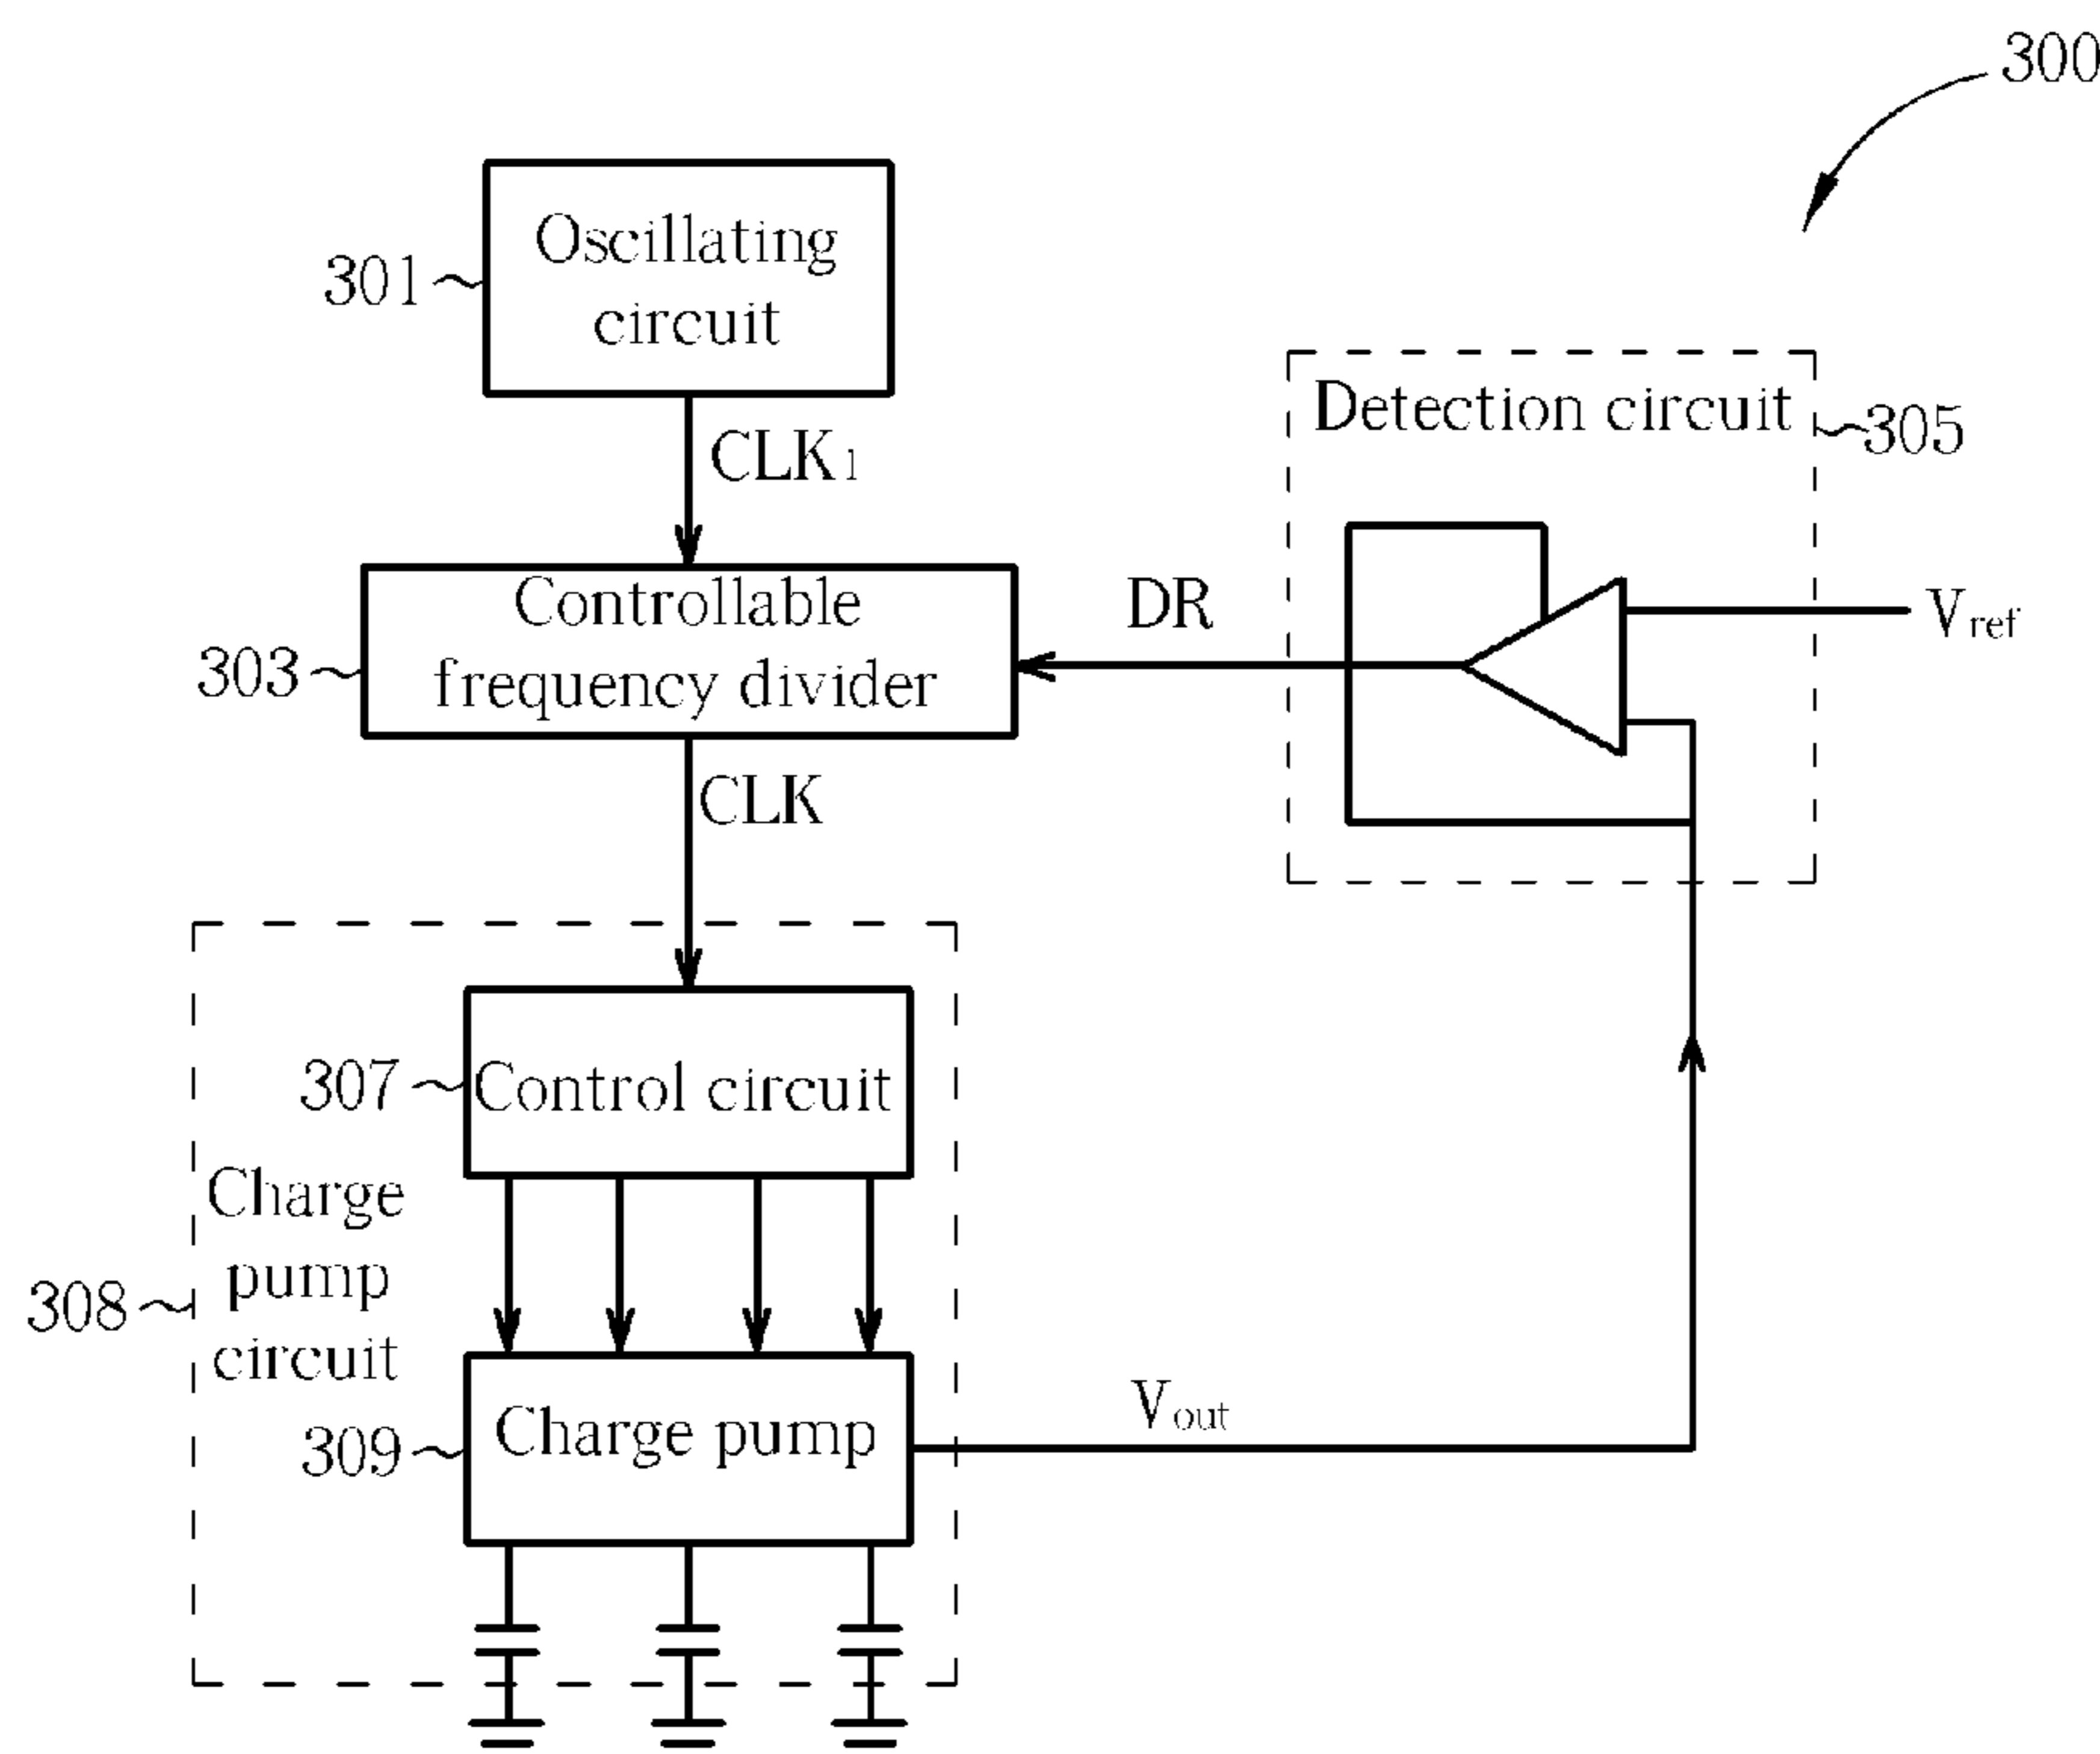 300
Oscillating
circuit
301
CLK1
Detection circuit
305
Controllable
frequency divider
303
DR
Vref
CLK
307
Control circuit
Charge
pump
circuit
308
309
Charge pump
Vout